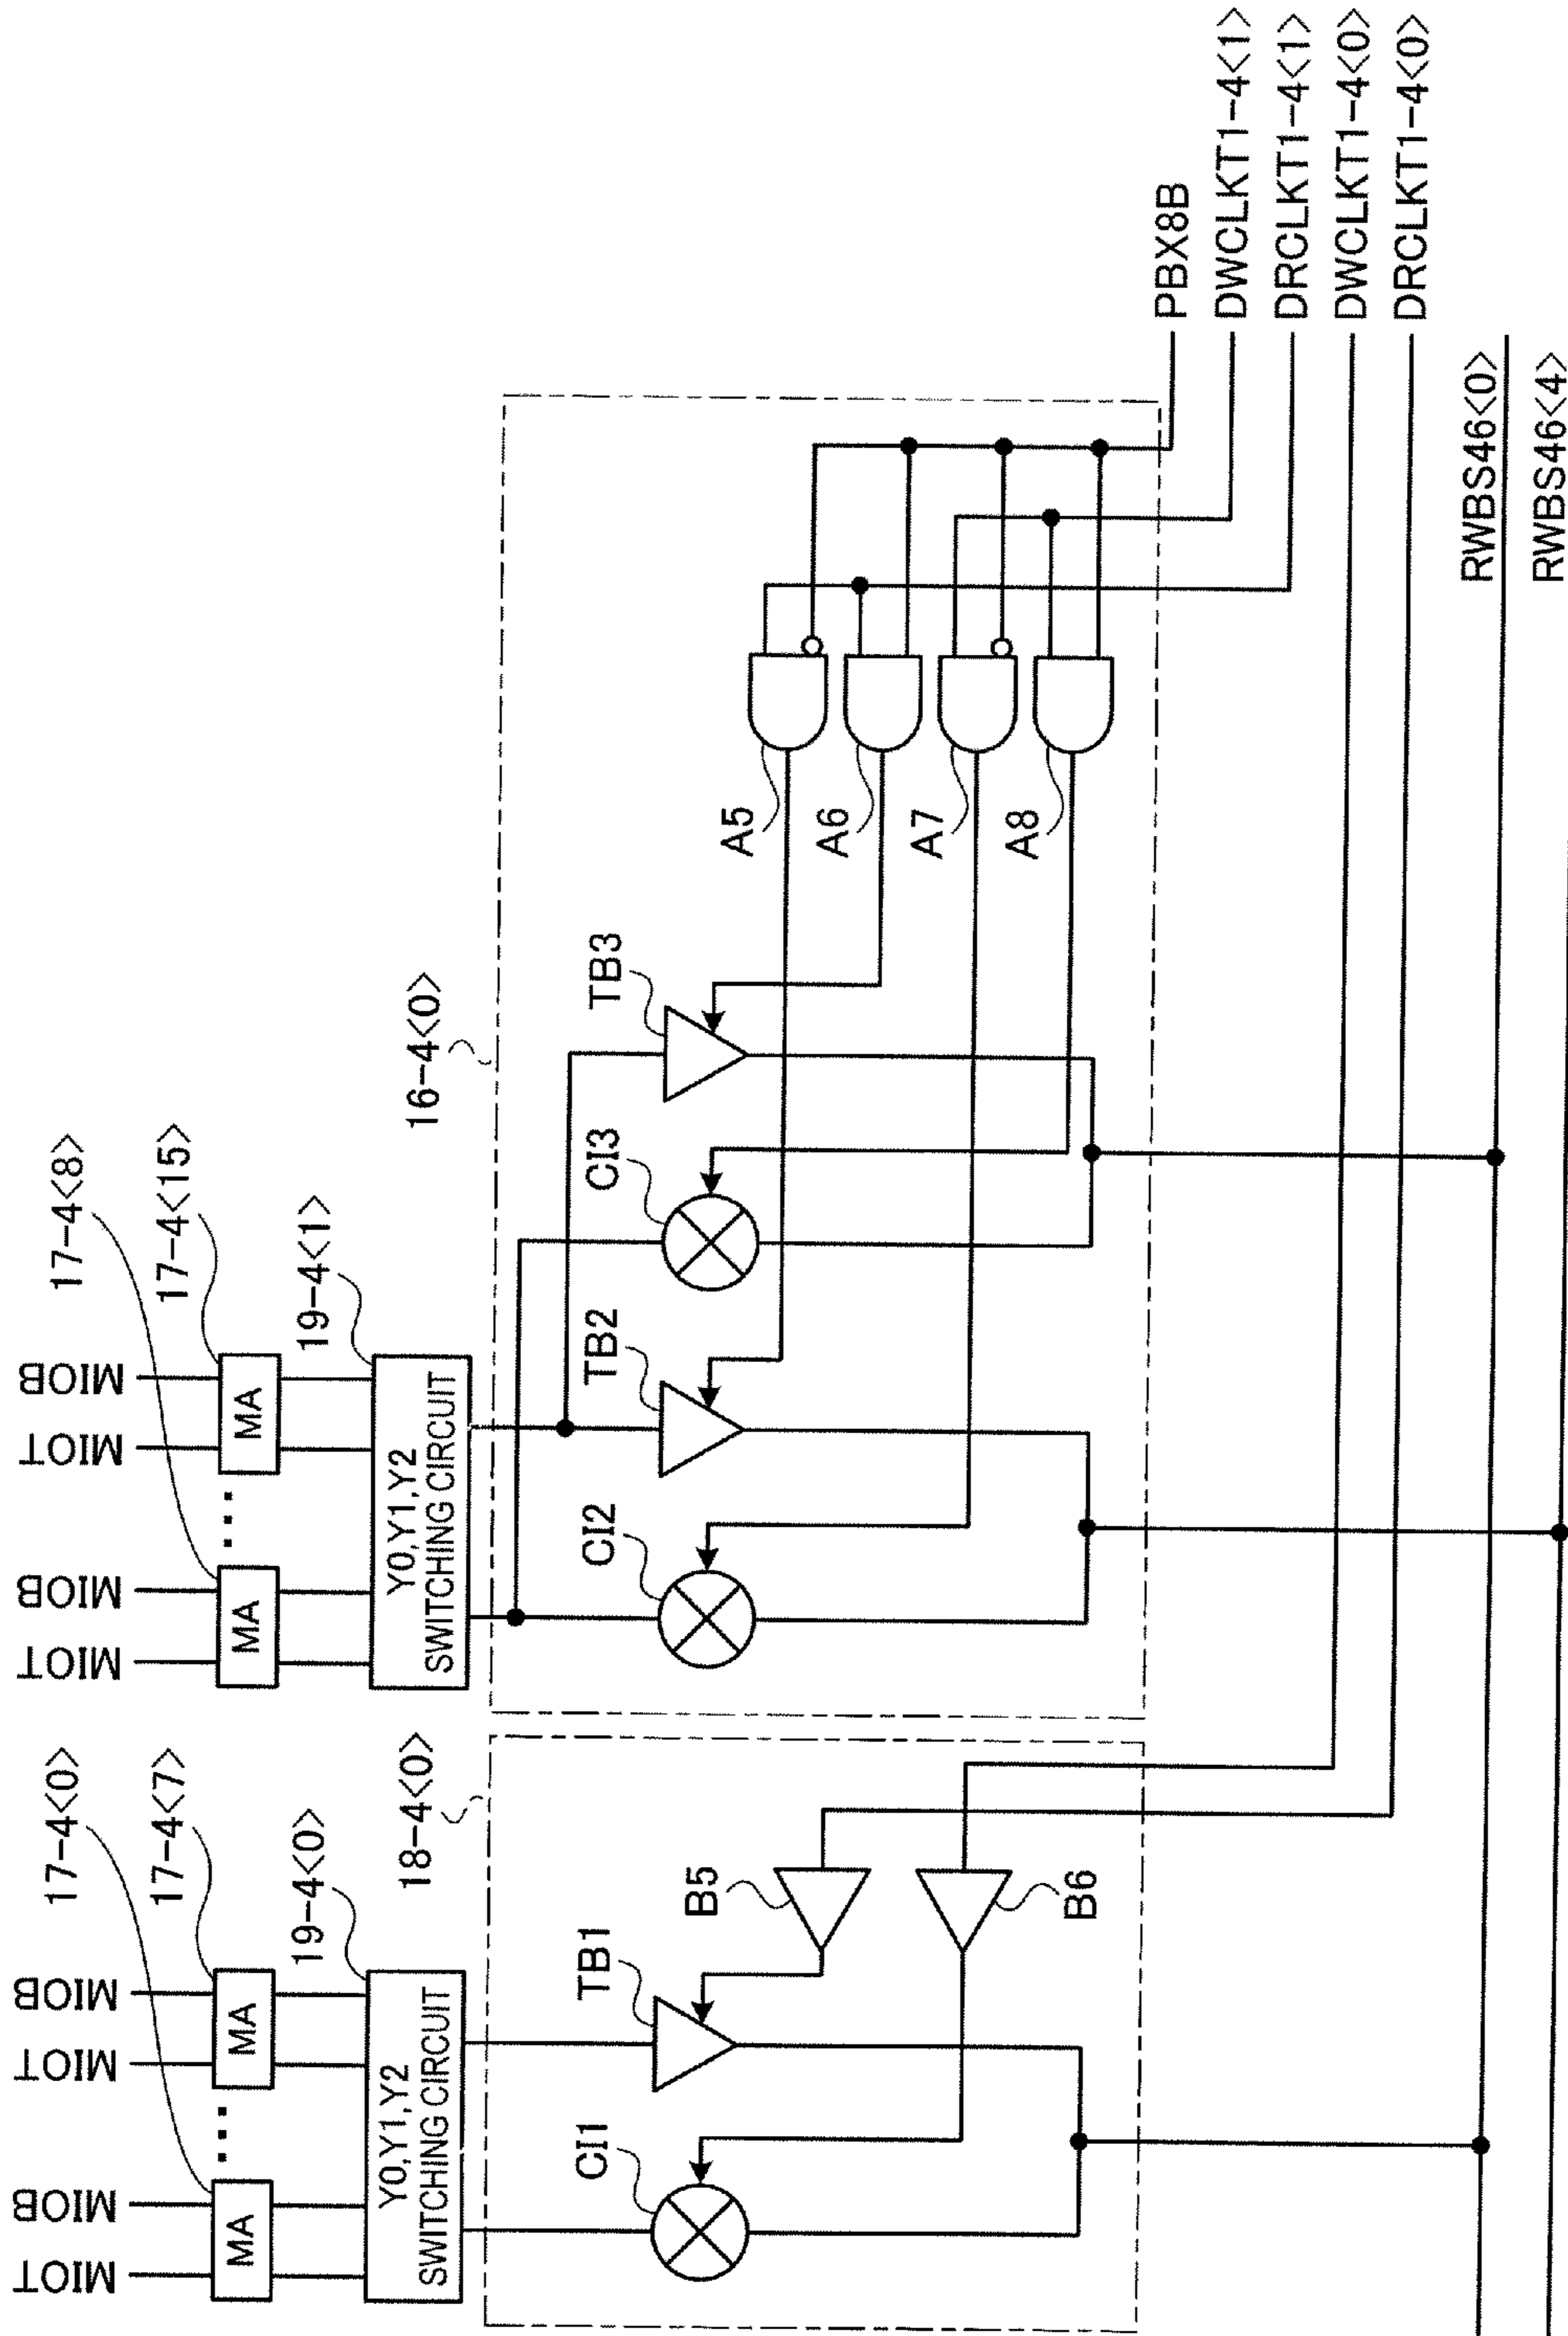 MIOT
MIOB
MIOT
MIOB
MIOT
MIOB
MIOT
MIOB
17-4<0>
17-4<7>
17-4<8>
17-4<15>
MA
...
MA
MA
...
MA
19-4<0>
19-4<1>
Y0,Y1,Y2
SWITCHING CIRCUIT
Y0,Y1,Y2
SWITCHING CIRCUIT
18-4<0>
16-4<0>
CI1
TB1
CI2
TB2
CI3
TB3
B5
B6
A5
A6
A7
A8
PBX8B
DWCLKT1-4<1>
DRCLKT1-4<1>
DWCLKT1-4<0>
DRCLKT1-4<0>
RWBS46<0>
RWBS46<4>